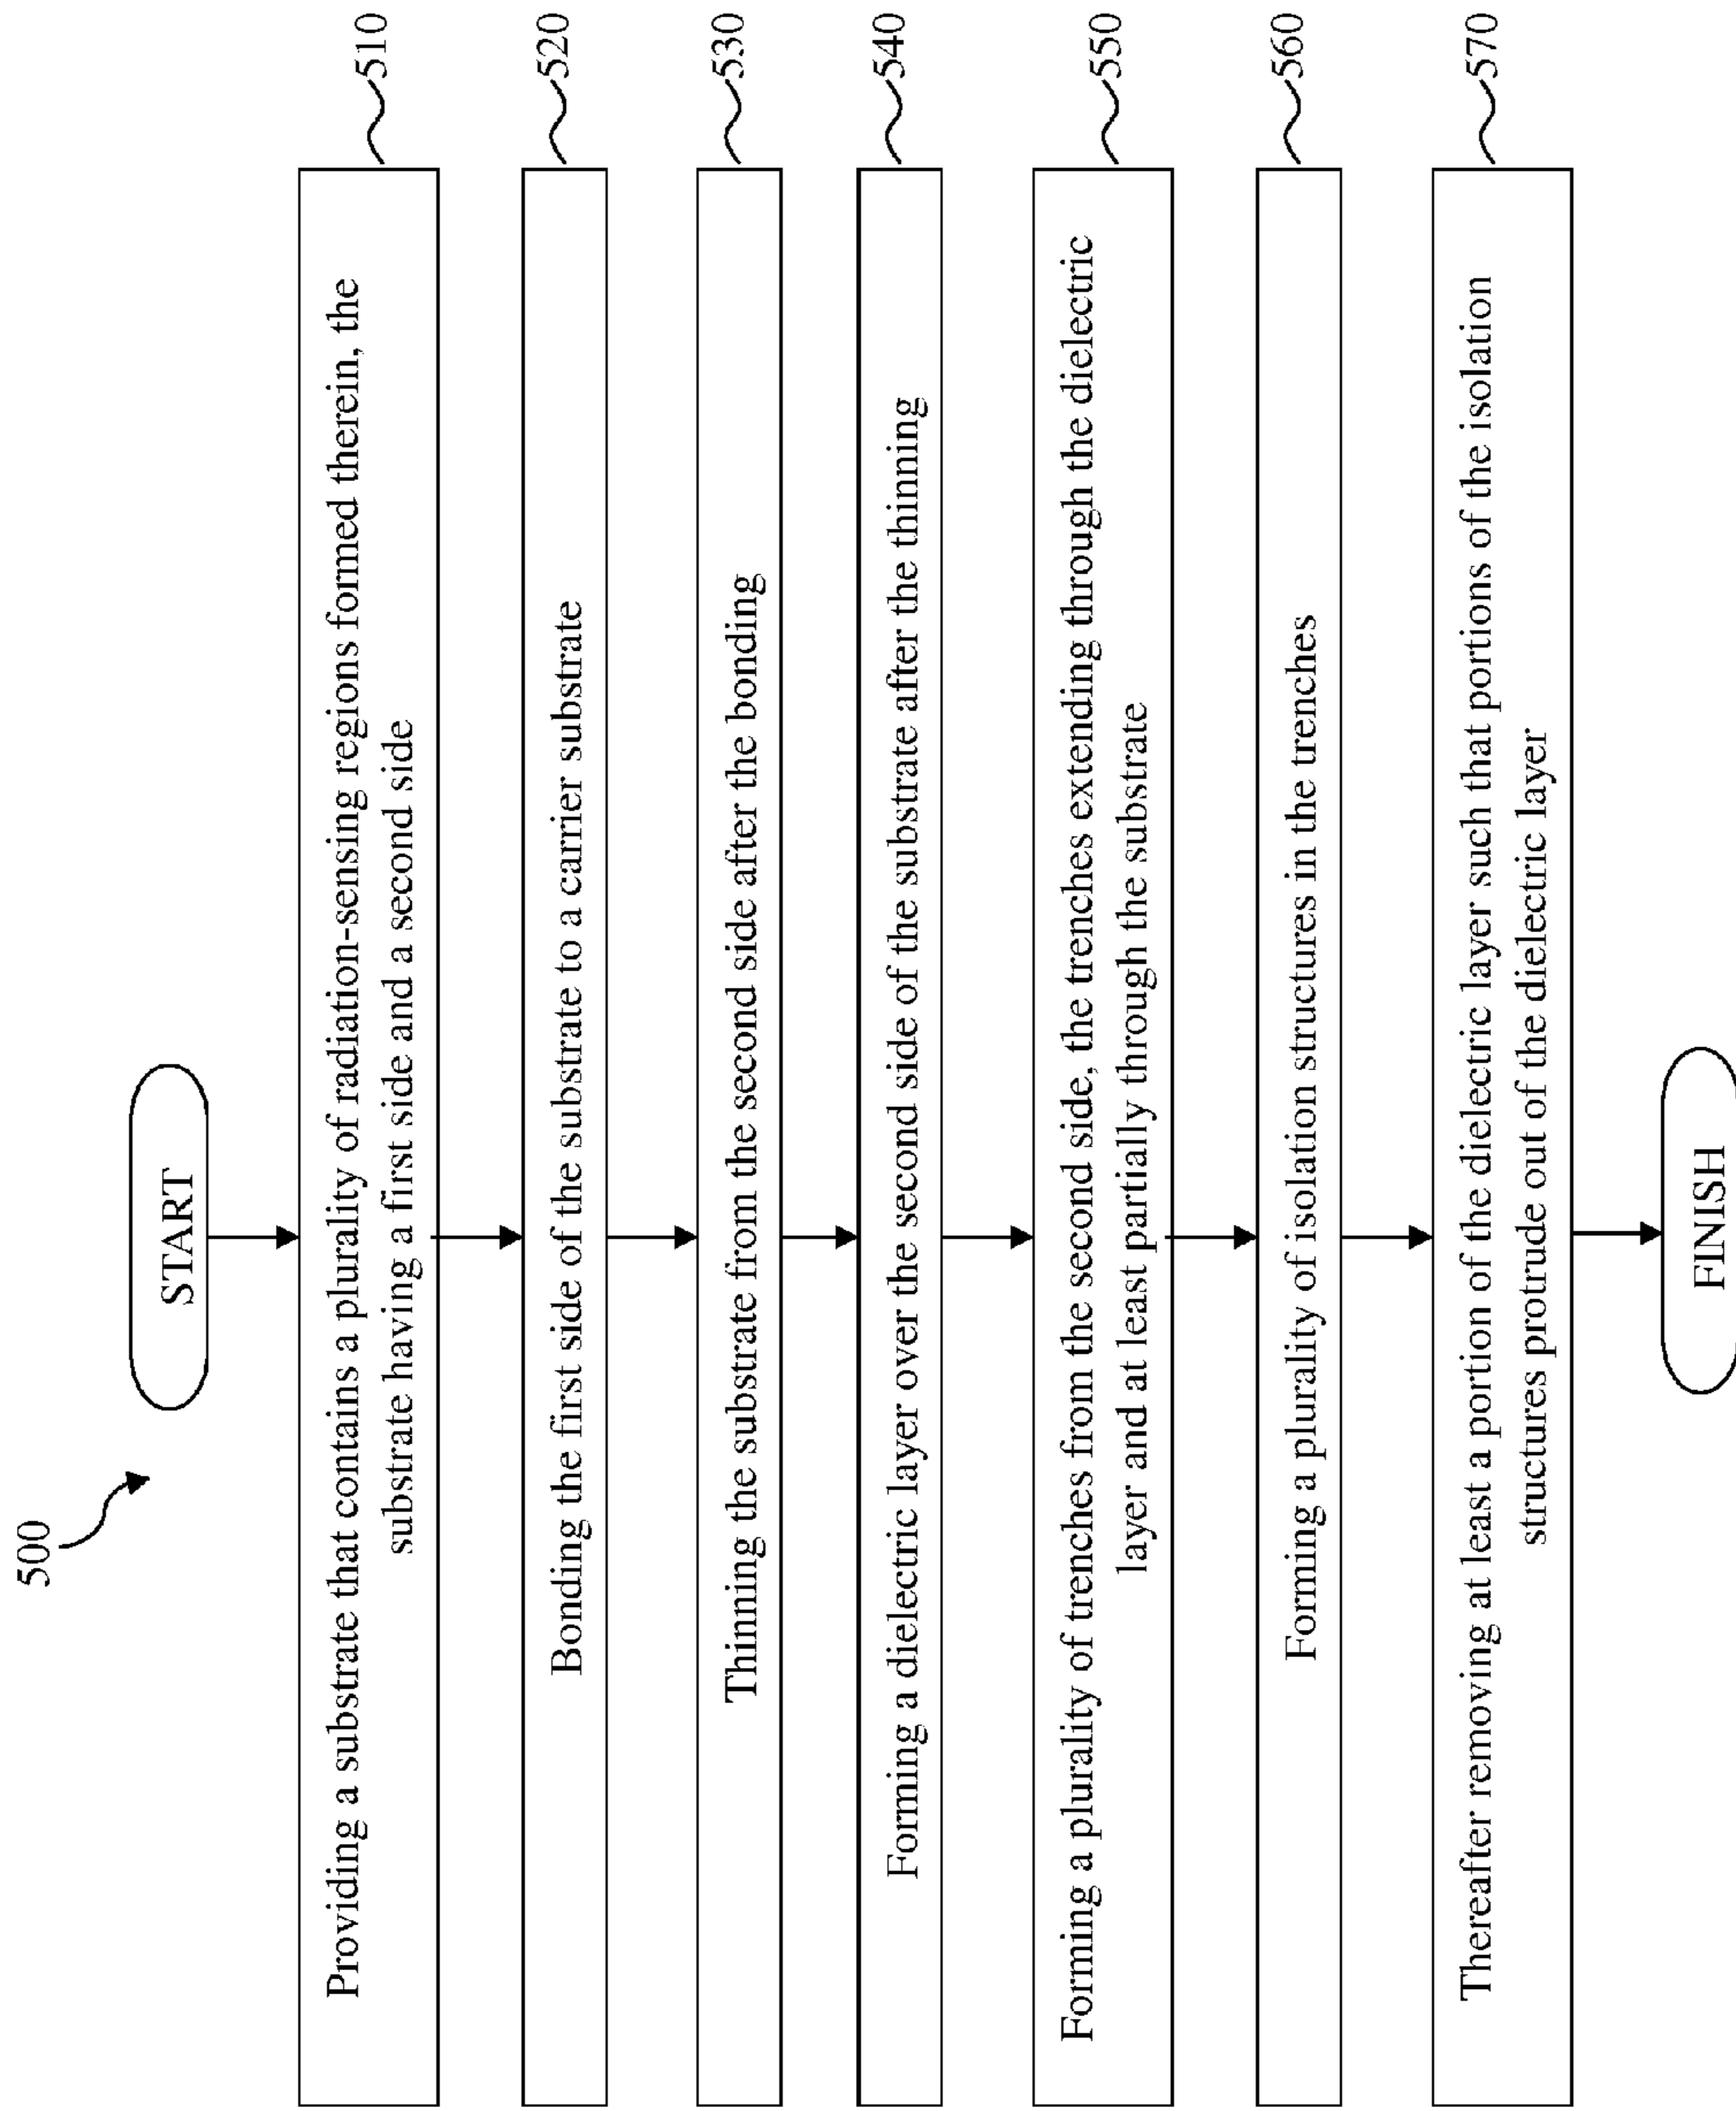 500
START
Providing a substrate that contains a plurality of radiation-sensing regions formed therein, the
substrate having a first side and a second side
510
Bonding the first side of the substrate to a carrier substrate
520
Thinning the substrate from the second side after the bonding
530
Forming a dielectric layer over the second side of the substrate after the thinning
540
Forming a plurality of trenches from the second side, the trenches extending through the dielectric
layer and at least partially through the substrate
550
Forming a plurality of isolation structures in the trenches
560
Thereafter removing at least a portion of the dielectric layer such that portions of the isolation
structures protrude out of the dielectric layer
570
FINISH